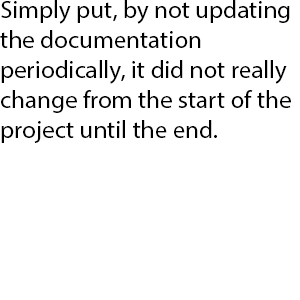 Simply put, by not updating
the documentation
periodically, it did not really
change from the start of the
project until the end.